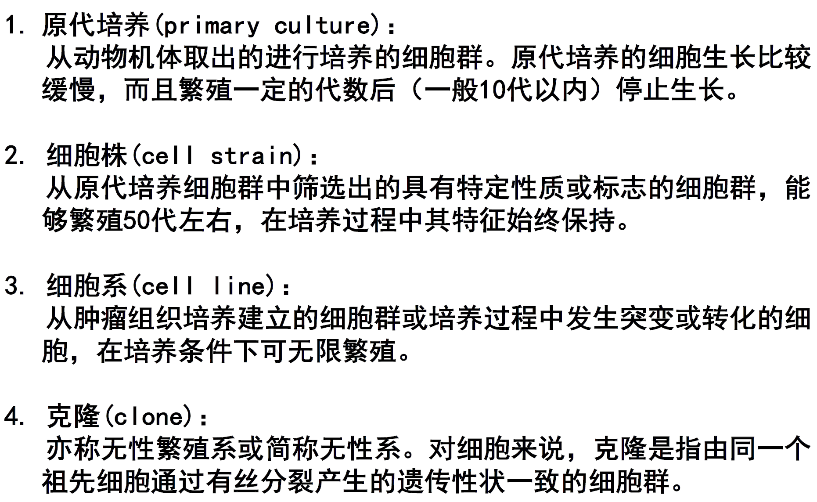 1. 原代培养(primary culture)：
从动物机体取出的进行培养的细胞群。原代培养的细胞生长比较
缓慢，而且繁殖一定的代数后（一般10代以内）停止生长。
2. 细胞株(cell strain)：
从原代培养细胞群中筛选出的具有特定性质或标志的细胞群，能
够繁殖50代左右，在培养过程中其特征始终保持。
3. 细胞系(cell line)：
从肿瘤组织培养建立的细胞群或培养过程中发生突变或转化的细
胞，在培养条件下可无限繁殖。
4. 克隆(clone)：
亦称无性繁殖系或简称无性系。对细胞来说，克隆是指由同一个
祖先细胞通过有丝分裂产生的遗传性状一致的细胞群。